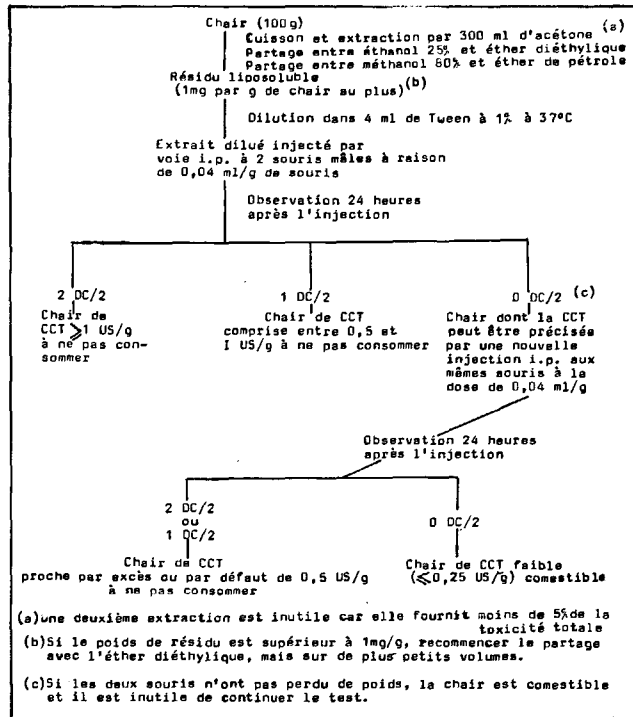 Chair (100g)
Cuisson et extraction par 300 ml d'acétone (a)
Partage entre éthanol 25% et éther diéthylique
Partage entre méthanol 80% et éther de pétrole
Résidu liposoluble
(1mg par g de chair au plus)(b)
Dilution dans 4 ml de Tween à 1% à 37°C
Extrait dilué injecté par
voie i.p. à 2 souris mâles à raison
de 0,04 ml/g de souris
Observation 24 heures
après l'injection
2 DC/2
Chair de
CCT ⩾1 US/g
à ne pas con-
sommer
1 DC/2
Chair de CCT
comprise entre 0,5 et
I US/g à ne pas consommer
0 DC/2 (c)
Chair dont la CCT
peut être précisée
par une nouvelle
injection i.p. aux
mêmes souris à la
dose de 0,04 ml/g
Observation 24 heures
après l'injection
2 DC/2
ou
1 DC/2
Chair de CCT
proche par excès ou par défaut de 0,5 US/g
à ne pas consommer
0 DC/2
Chair de CCT faible
(⩽0,25 US/g) comestible
(a)une deuxième extraction est inutile car elle fournit moins de 5% de la
toxicité totale
(b)Si le poids de résidu est supérieur à 1mg/g, recommencer le partage
avec l'éther diéthylique, mais sur de plus petits volumes.
(c)Si les deux souris n'ont pas perdu de poids, la chair est comestible
et il est inutile de continuer le test.